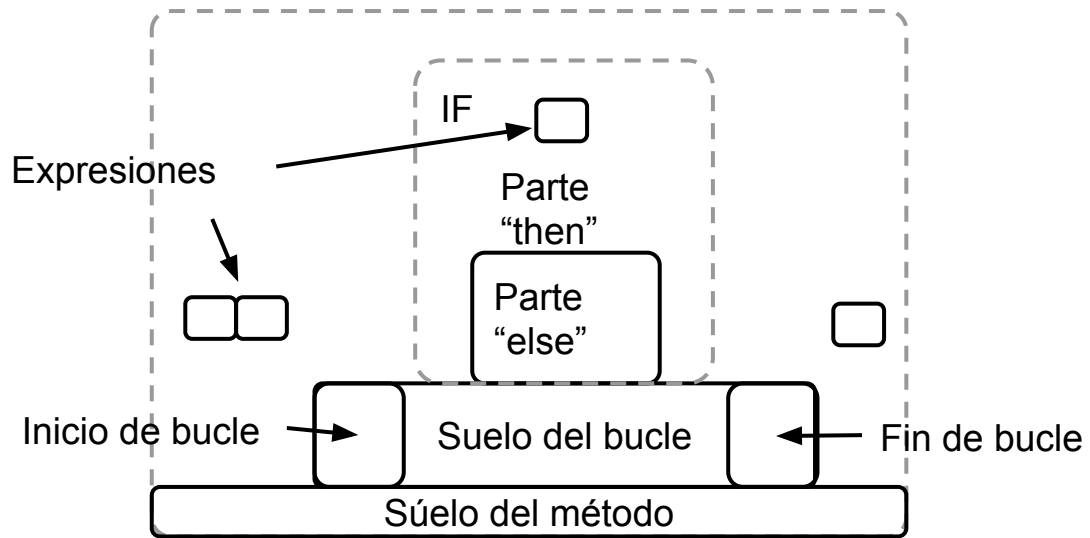 IF
Expresiones
Parte
“then”
Parte
“else”
Inicio de bucle
Suelo del bucle
Fin de bucle
Súelo del método